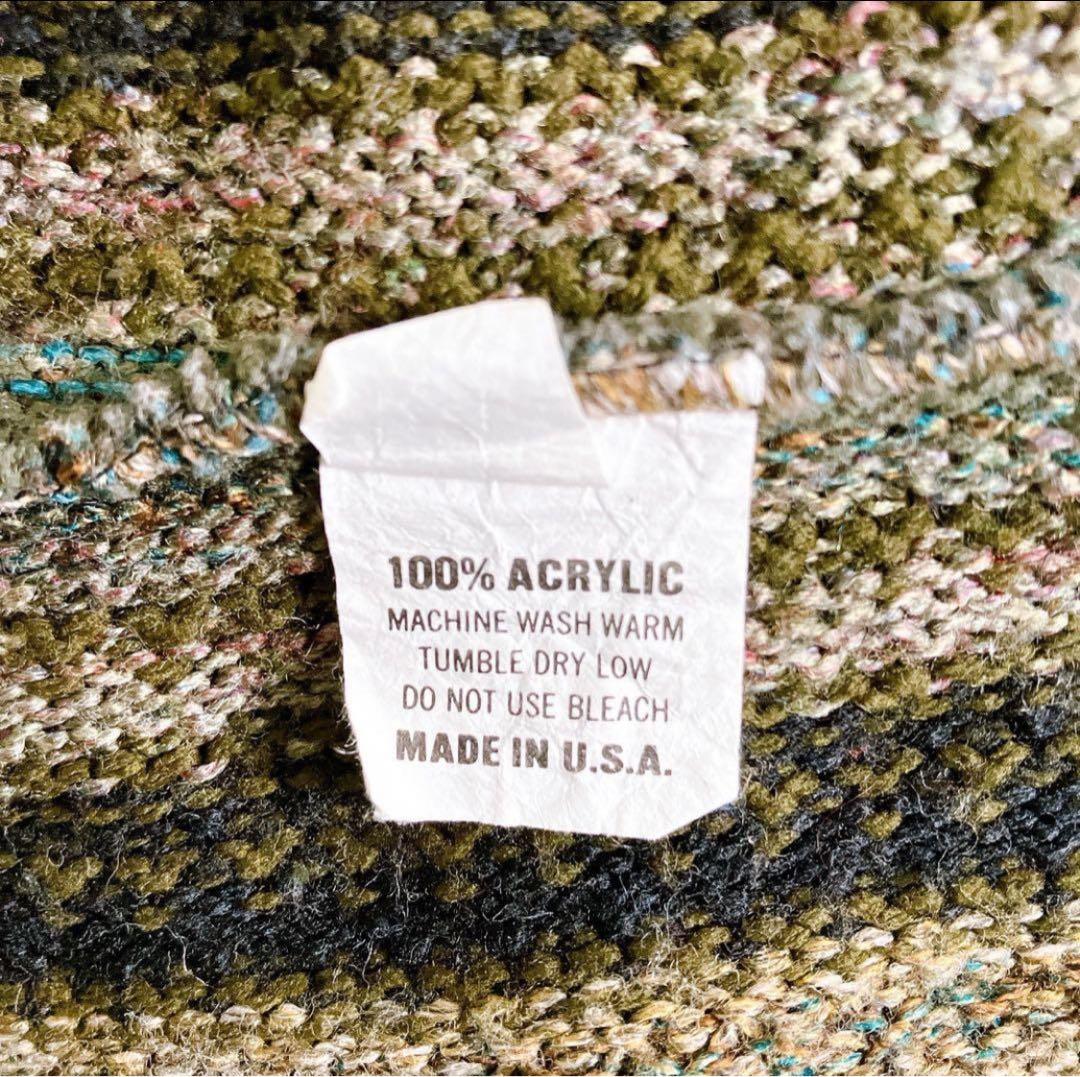 100% ACRYLIC
MACHINE WASH WARM
TUMBLE DRY LOW
DO NOT USE BLEACH
MADE IN U.S.A.